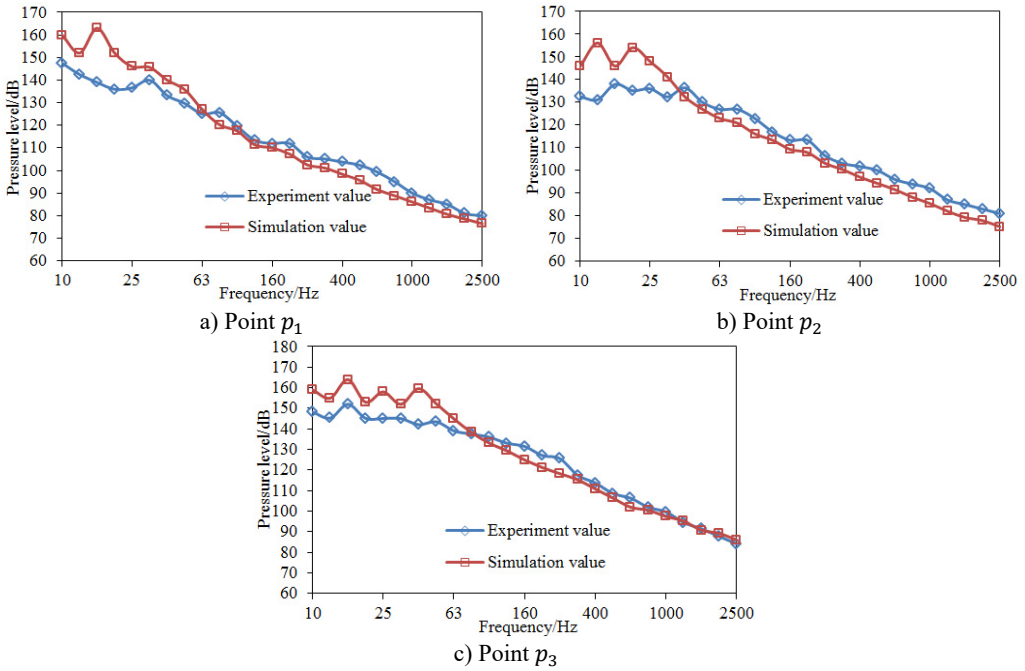 170
160
150
140
130
120
110
100
90
80
70
60
Pressure level/dB
Experiment value
Simulation value
10 25 63 160 400 1000 2500
Frequency/Hz
a) Point p₁
170
160
150
140
130
120
110
100
90
80
70
60
Pressure level/dB
Experiment value
Simulation value
10 25 63 160 400 1000 2500
Frequency/Hz
b) Point p₂
180
170
160
150
140
130
120
110
100
90
80
70
60
Pressure level/dB
Experiment value
Simulation value
10 25 63 160 400 1000 2500
Frequency/Hz
c) Point p₃